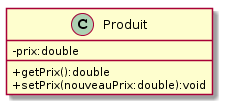 C Produit
-prix:double
+getPrix():double
+setPrix(nouveauPrix:double):void